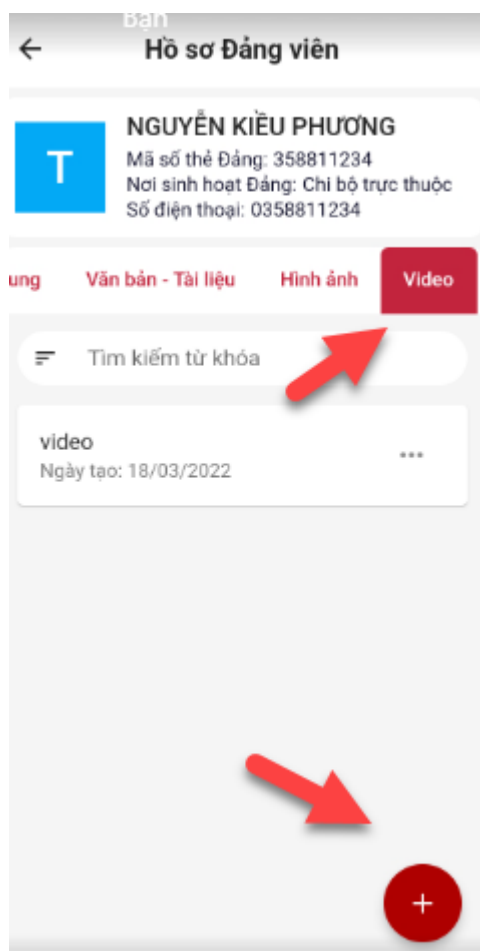 Bạn
Hồ sơ Đảng viên
T
NGUYỄN KIỀU PHƯƠNG
Mã số thẻ Đảng: 358811234
Nơi sinh hoạt Đảng: Chi bộ trực thuộc
Số điện thoại: 0358811234
ung Văn bản - Tài liệu Hình ảnh Video
Tìm kiếm từ khóa
video
Ngày tạo: 18/03/2022